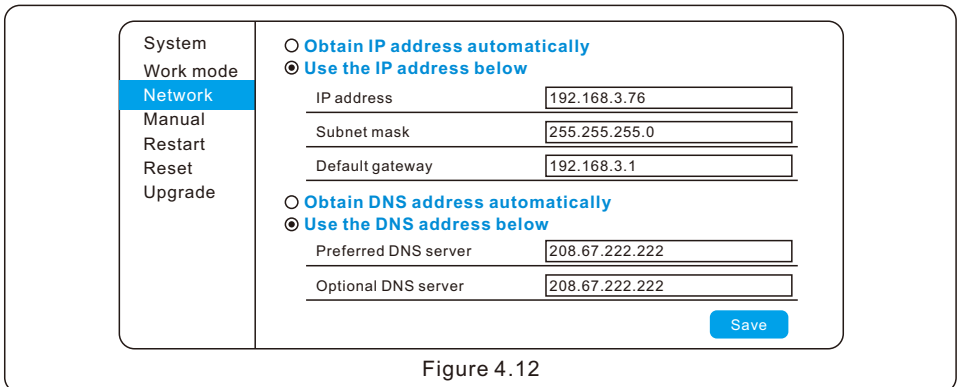 System
Work mode
Network
Manual
Restart
Reset
Upgrade
Obtain IP address automatically
Use the IP address below
IP address 192.168.3.76
Subnet mask 255.255.255.0
Default gateway 192.168.3.1
Obtain DNS address automatically
Use the DNS address below
Preferred DNS server 208.67.222.222
Optional DNS server 208.67.222.222
Save
Figure 4.12